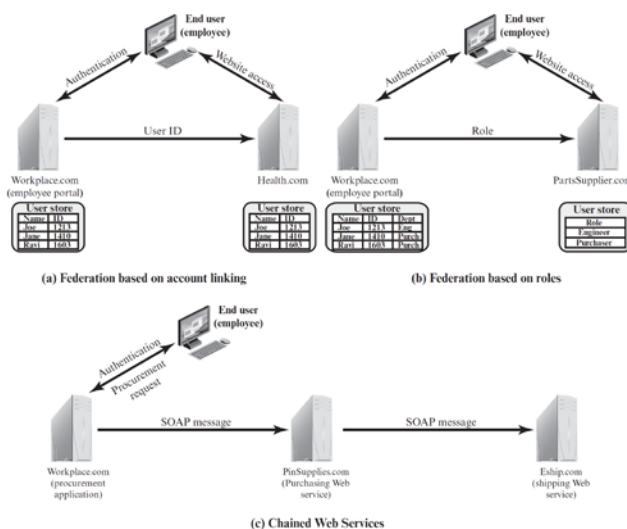 End user
(employee)
Authentication
Website access
User ID
Workplace.com
(employee portal)
Health.com
User store
Name ID
Joe 1213
Jane 1410
Ravi 1603
User store
Name ID
Joe 1213
Jane 1410
Ravi 1603
(a) Federation based on account linking
End user
(employee)
Authentication
Website access
Role
Workplace.com
(employee portal)
PartsSupplier.com
User store
Name ID Dept
Joe 1213 Eng
Jane 1410 Purch
Ravi 1603 Purch
User store
Role
Engineer
Purchaser
(b) Federation based on roles
End user
(employee)
Authentication
Procurement
request
SOAP message
SOAP message
Workplace.com
(procurement
application)
PinSupplies.com
(Purchasing Web
service)
Eship.com
(shipping Web
service)
(c) Chained Web Services